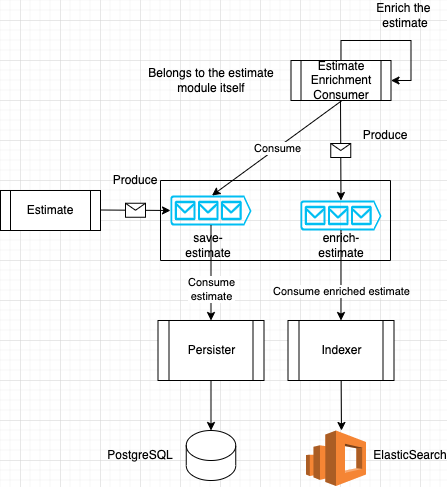 Enrich the
estimate
Estimate
Enrichment
Consumer
Belongs to the estimate
module itself
Consume
Produce
Produce
Estimate
save-
estimate
enrich-
estimate
Consume
estimate
Consume enriched estimate
Persister
Indexer
PostgreSQL
ElasticSearch